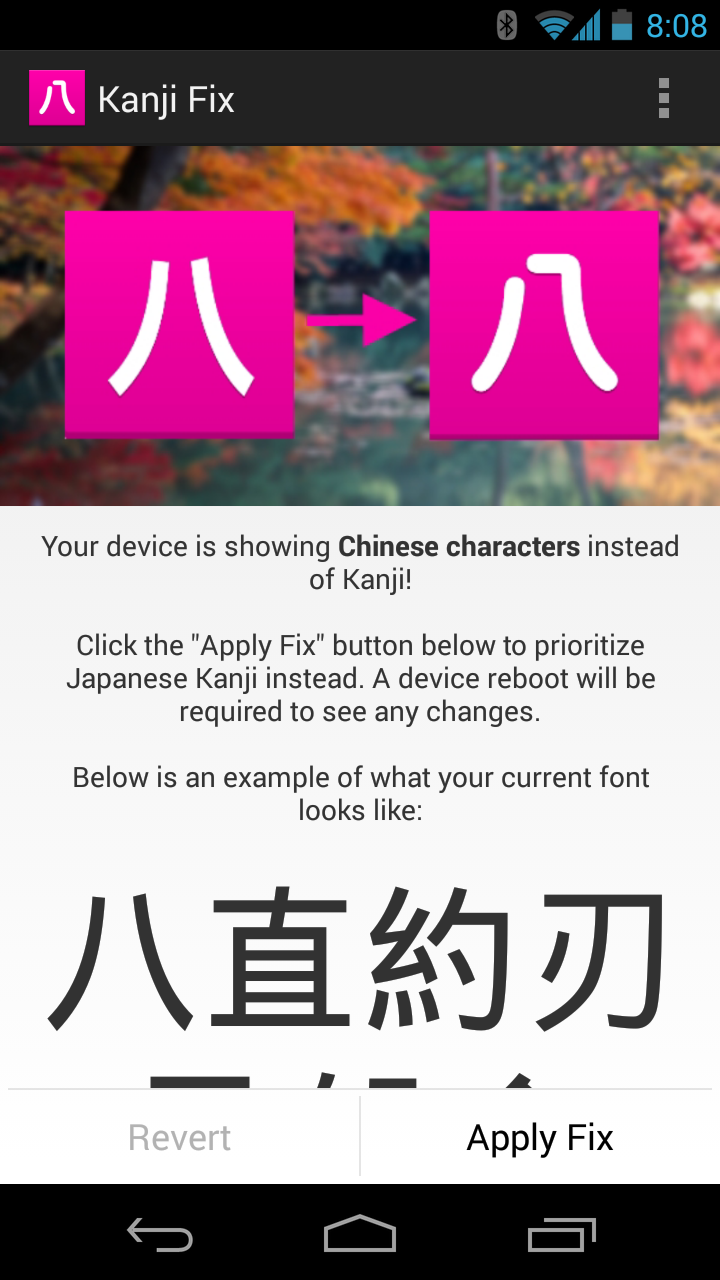 8:08
八 Kanji Fix
八 八
Your device is showing Chinese characters instead
of Kanji!
Click the "Apply Fix" button below to prioritize
Japanese Kanji instead. A device reboot will be
required to see any changes.
Below is an example of what your current font
looks like:
八直約刃
Revert Apply Fix